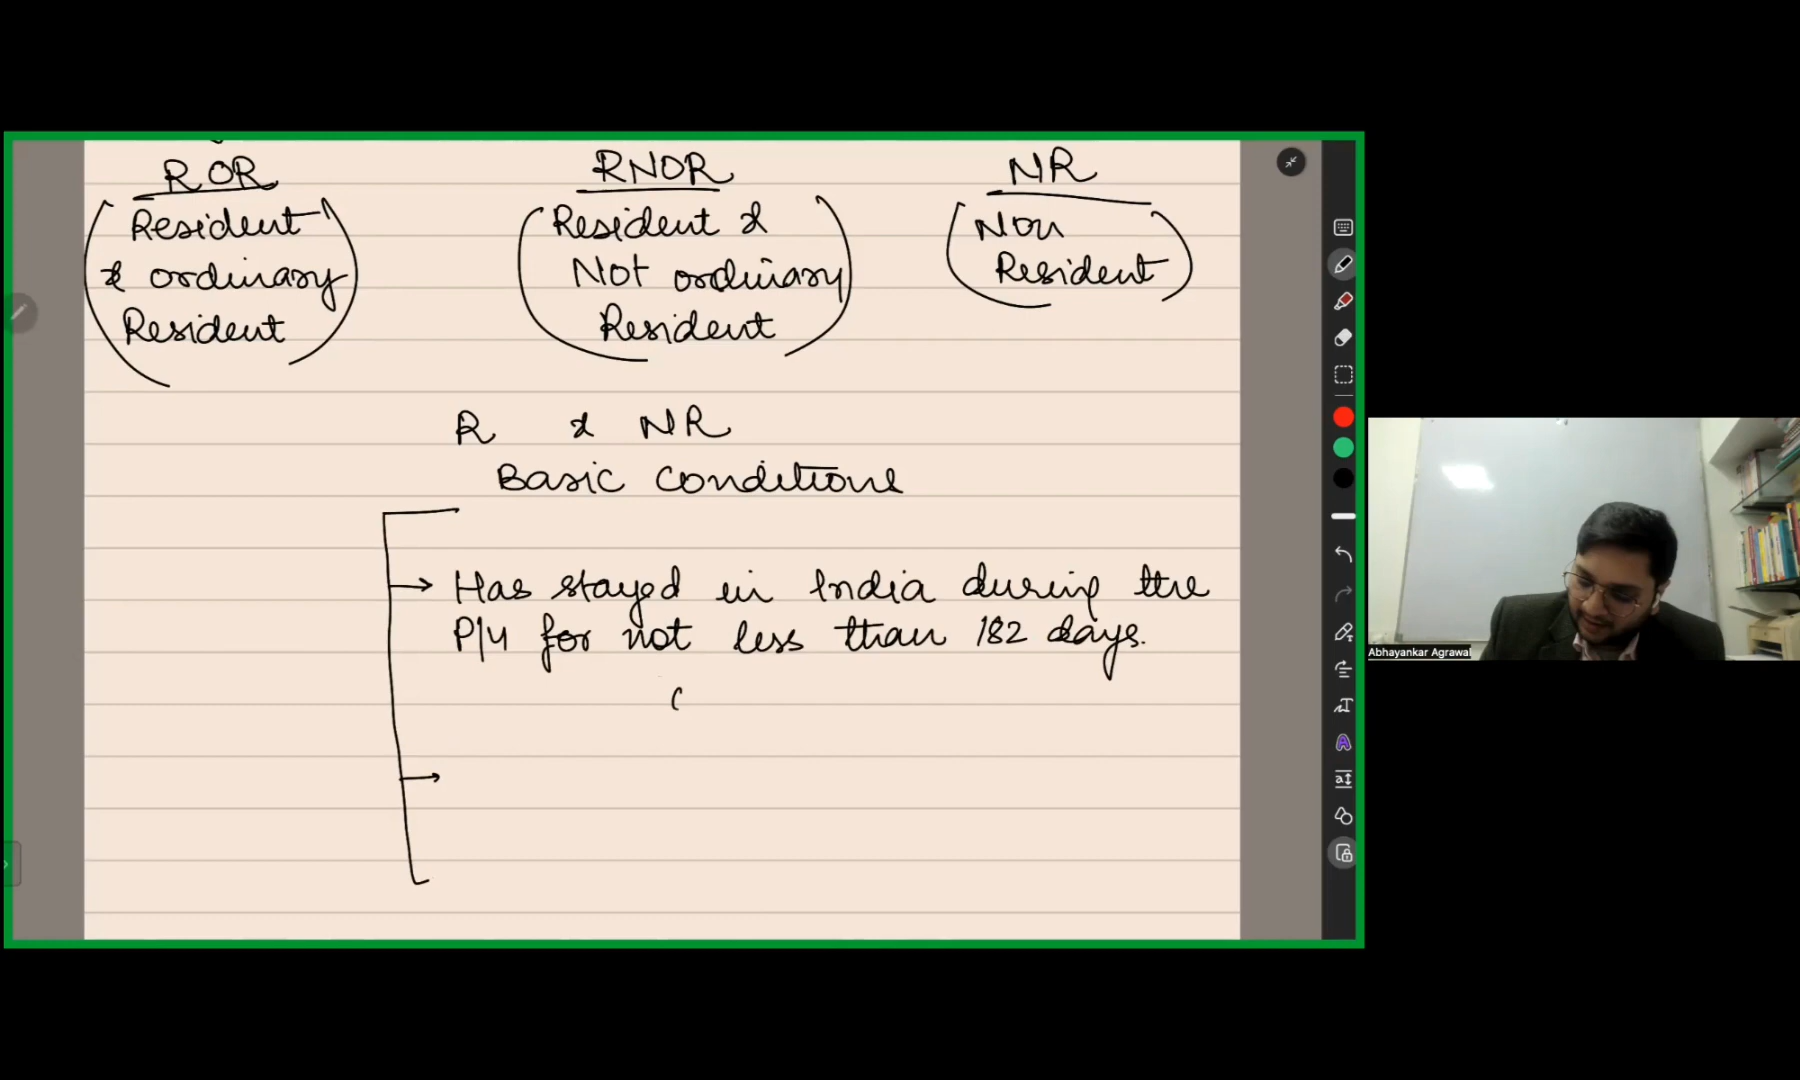 ROR RNOR NR
(Resident (Resident & (Non
& ordinary Not ordinary Resident)
Resident) Resident)
R & NR
Basic Conditions
→ Has stayed in India during the
P/Y for not less than 182 days.
(
→
Abhayankar Agrawal